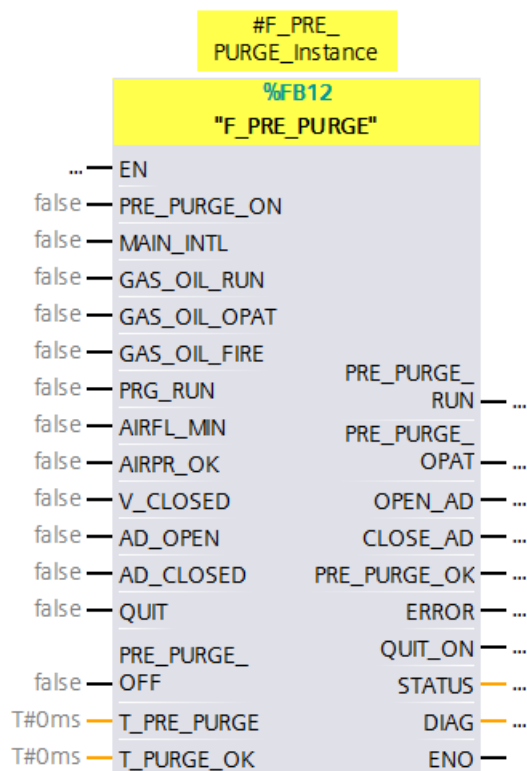 #F_PRE_
PURGE_Instance
%FB12
"F_PRE_PURGE"
... EN
false PRE_PURGE_ON
false MAIN_INTL
false GAS_OIL_RUN
false GAS_OIL_OPAT
false GAS_OIL_FIRE
false PRG_RUN
false AIRFL_MIN
false AIRPR_OK
false V_CLOSED
false AD_OPEN
false AD_CLOSED
false QUIT
PRE_PURGE_
false OFF
T#0ms T_PRE_PURGE
T#0ms T_PURGE_OK
PRE_PURGE_
RUN ...
PRE_PURGE_
OPAT ...
OPEN_AD ...
CLOSE_AD ...
PRE_PURGE_OK ...
ERROR ...
QUIT_ON ...
STATUS ...
DIAG ...
ENO